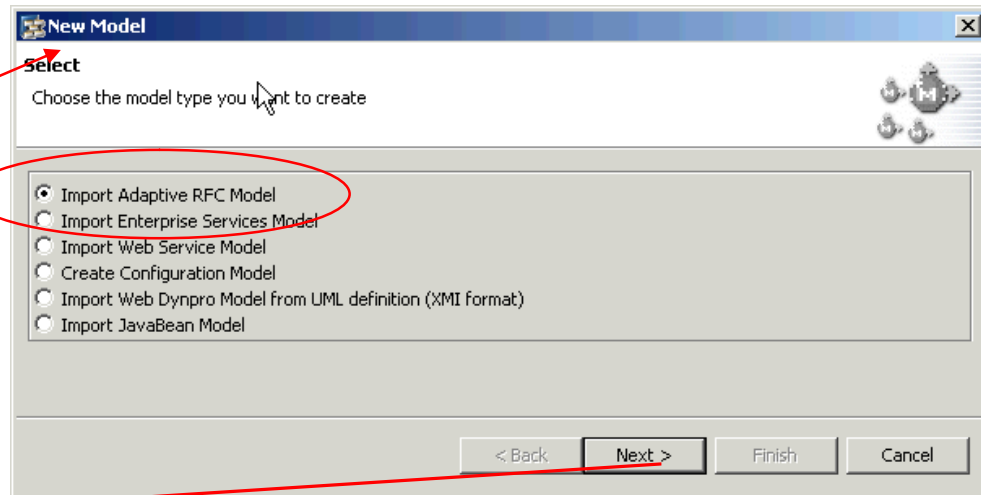 New Model
Select
Choose the model type you want to create
Import Adaptive RFC Model
Import Enterprise Services Model
Import Web Service Model
Create Configuration Model
Import Web Dynpro Model from UML definition (XMI format)
Import JavaBean Model
< Back Next > Finish Cancel